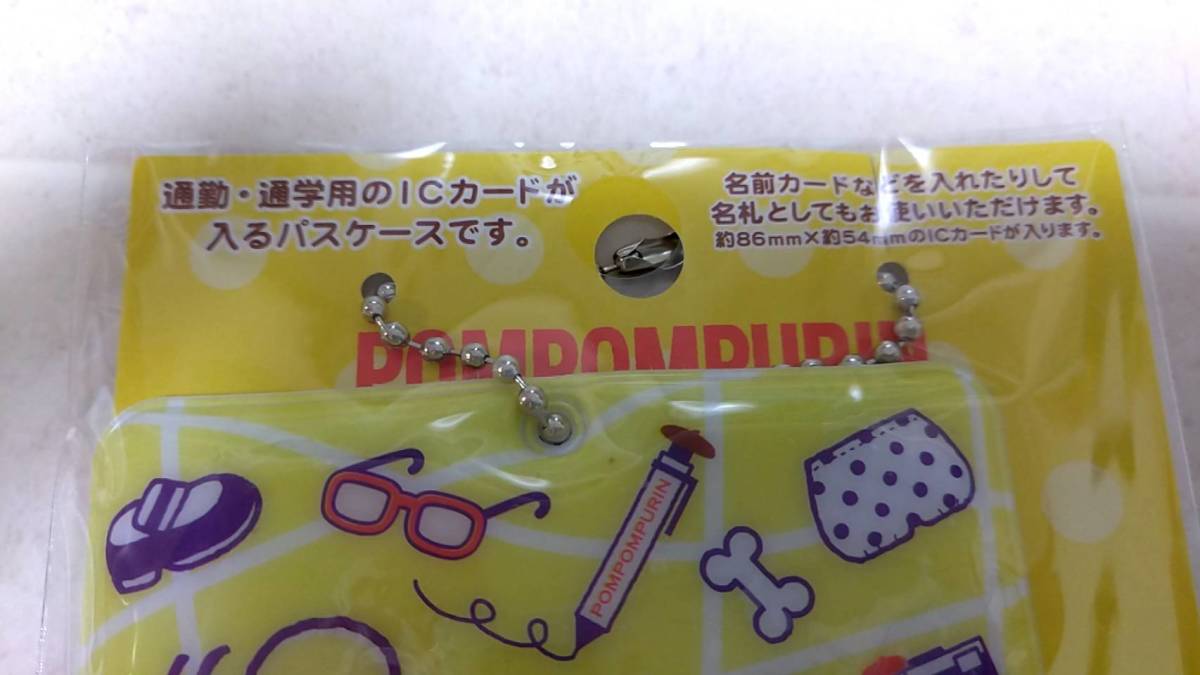 通勤・通学用のICカードが
入るパスケースです。
名前カードなどを入れたりして
名札としてもお使いいただけます。
約86mm×約54mmのICカードが入ります。
POMPOMPURIN
POMPOMPURIN